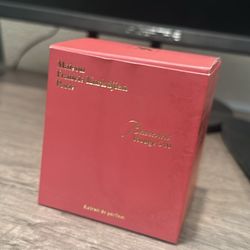 Maison
Francis Kurkdjian
Paris
Baccarat
Rouge 540
Extrait de parfum